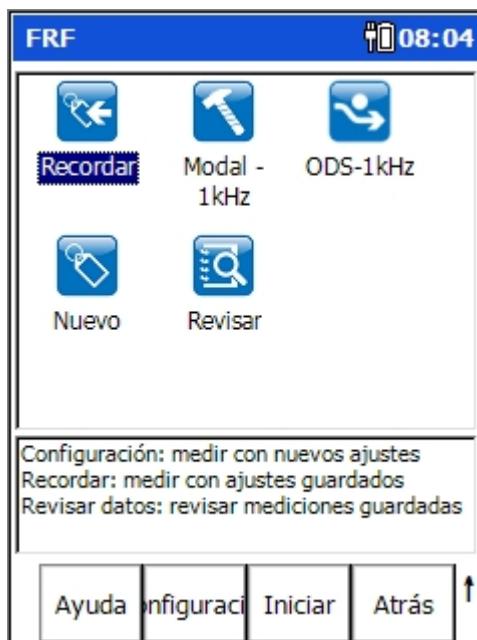 FRF 08:04
Recordar
Modal -
1kHz
ODS-1kHz
Nuevo
Revisar
Configuración: medir con nuevos ajustes
Recordar: medir con ajustes guardados
Revisar datos: revisar mediciones guardadas
Ayuda nfiguraci Iniciar Atrás